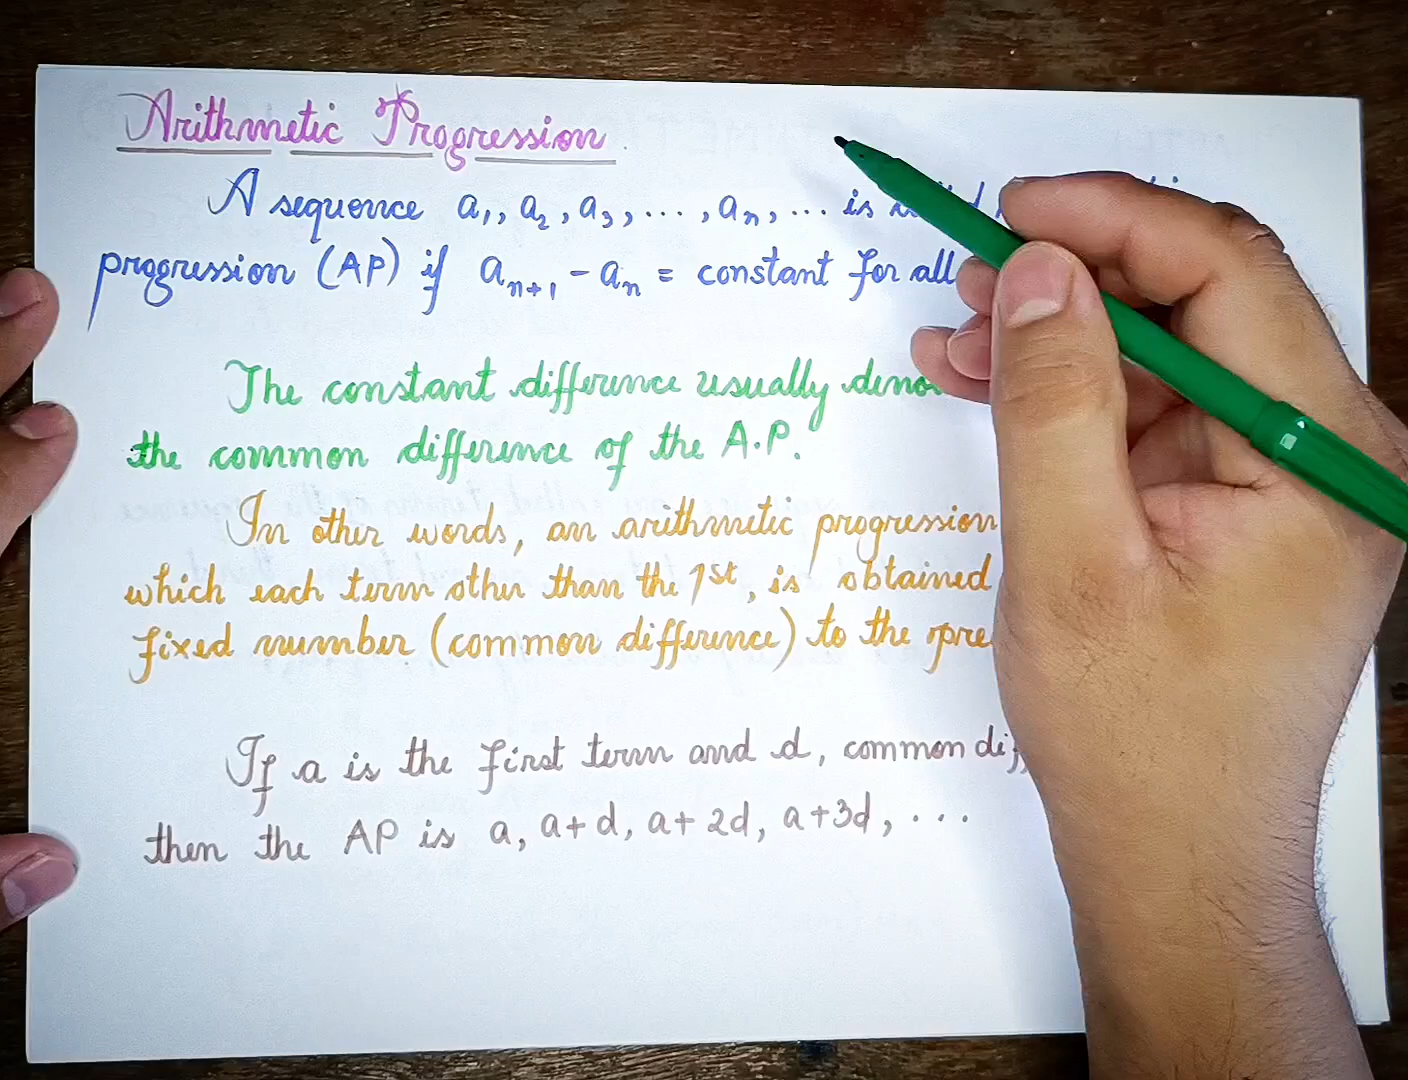 Arithmetic Progression
A sequence a₁, a₂, a₃, ..., aₙ, ... is
progression (AP) if aₙ₊₁ - aₙ = constant for all
The constant difference usually
the common difference of the A.P.
In other words, an arithmetic progression
which each term other than the 1st, is obtained
fixed number (common difference) to the
If a is the first term and d, common
then the AP is a, a+d, a+2d, a+3d, ...